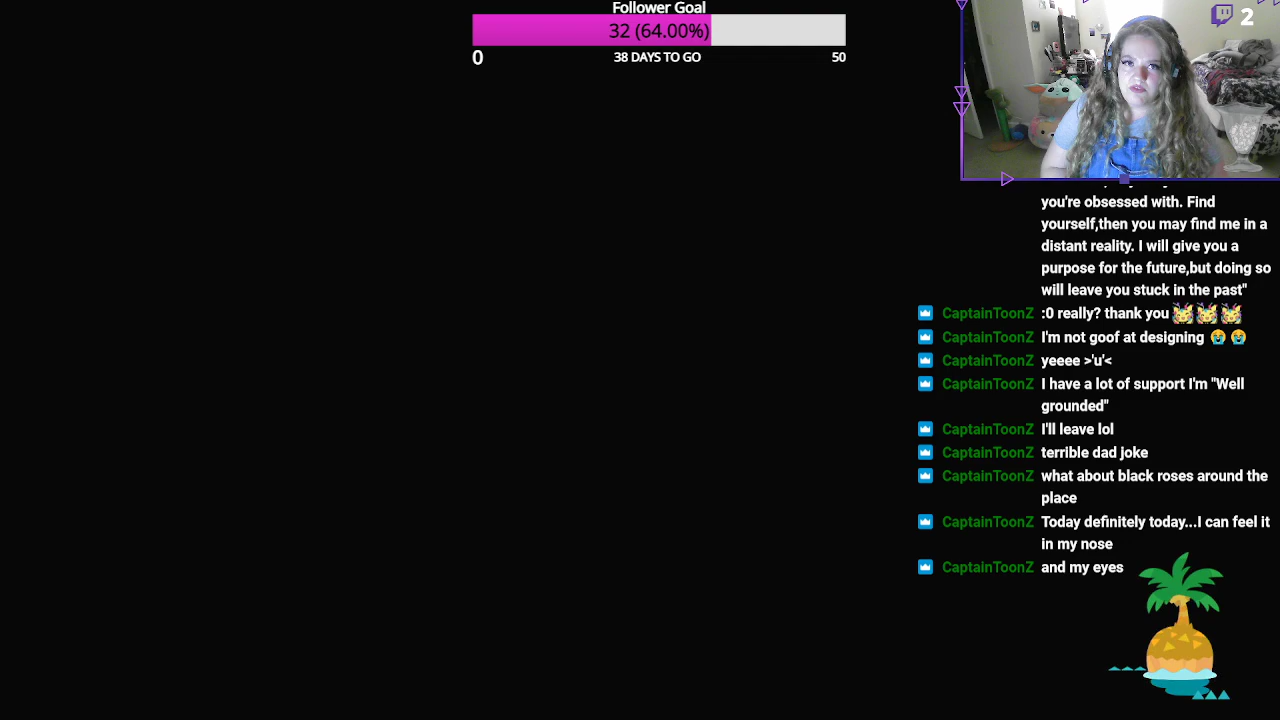 Follower Goal
32 (64.00%)
0 38 DAYS TO GO 50
2
you're obsessed with. Find
yourself,then you may find me in a
distant reality. I will give you a
purpose for the future,but doing so
will leave you stuck in the past"
CaptainToonZ :0 really? thank you
CaptainToonZ I'm not goof at designing 😭 😭
CaptainToonZ yeeee >'u'<
CaptainToonZ I have a lot of support I'm "Well
grounded"
CaptainToonZ I'll leave lol
CaptainToonZ terrible dad joke
CaptainToonZ what about black roses around the
place
CaptainToonZ Today definitely today...I can feel it
in my nose
CaptainToonZ and my eyes